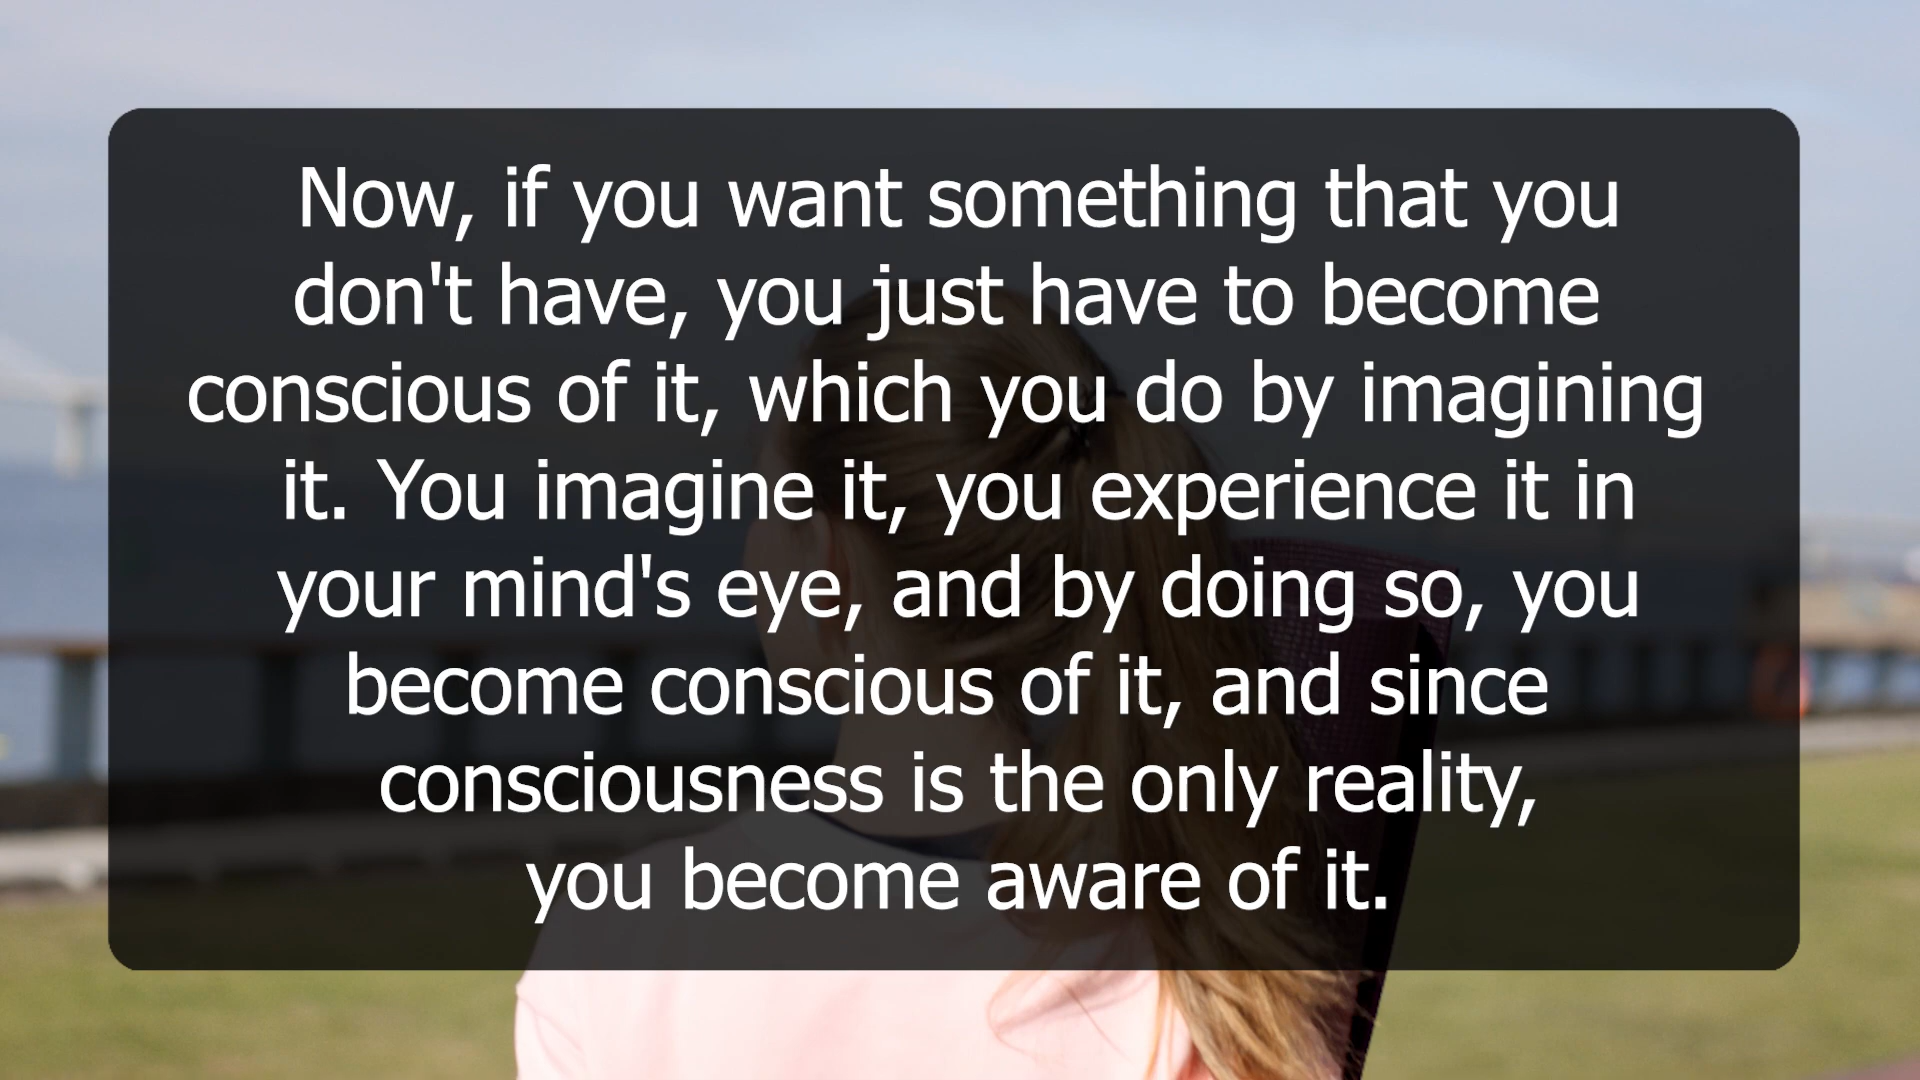 Now, if you want something that you
don't have, you just have to become
conscious of it, which you do by imagining
it. You imagine it, you experience it in
your mind's eye, and by doing so, you
become conscious of it, and since
consciousness is the only reality,
you become aware of it.